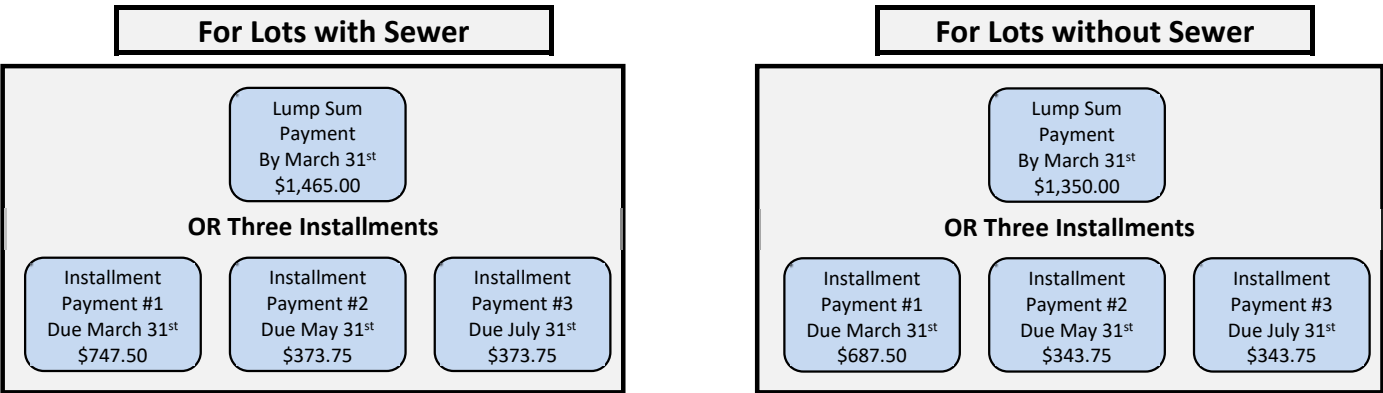 For Lots with Sewer
Lump Sum
Payment
By March 31st
$1,465.00
OR Three Installments
Installment
Payment #1
Due March 31st
$747.50
Installment
Payment #2
Due May 31st
$373.75
Installment
Payment #3
Due July 31st
$373.75
For Lots without Sewer
Lump Sum
Payment
By March 31st
$1,350.00
OR Three Installments
Installment
Payment #1
Due March 31st
$687.50
Installment
Payment #2
Due May 31st
$343.75
Installment
Payment #3
Due July 31st
$343.75